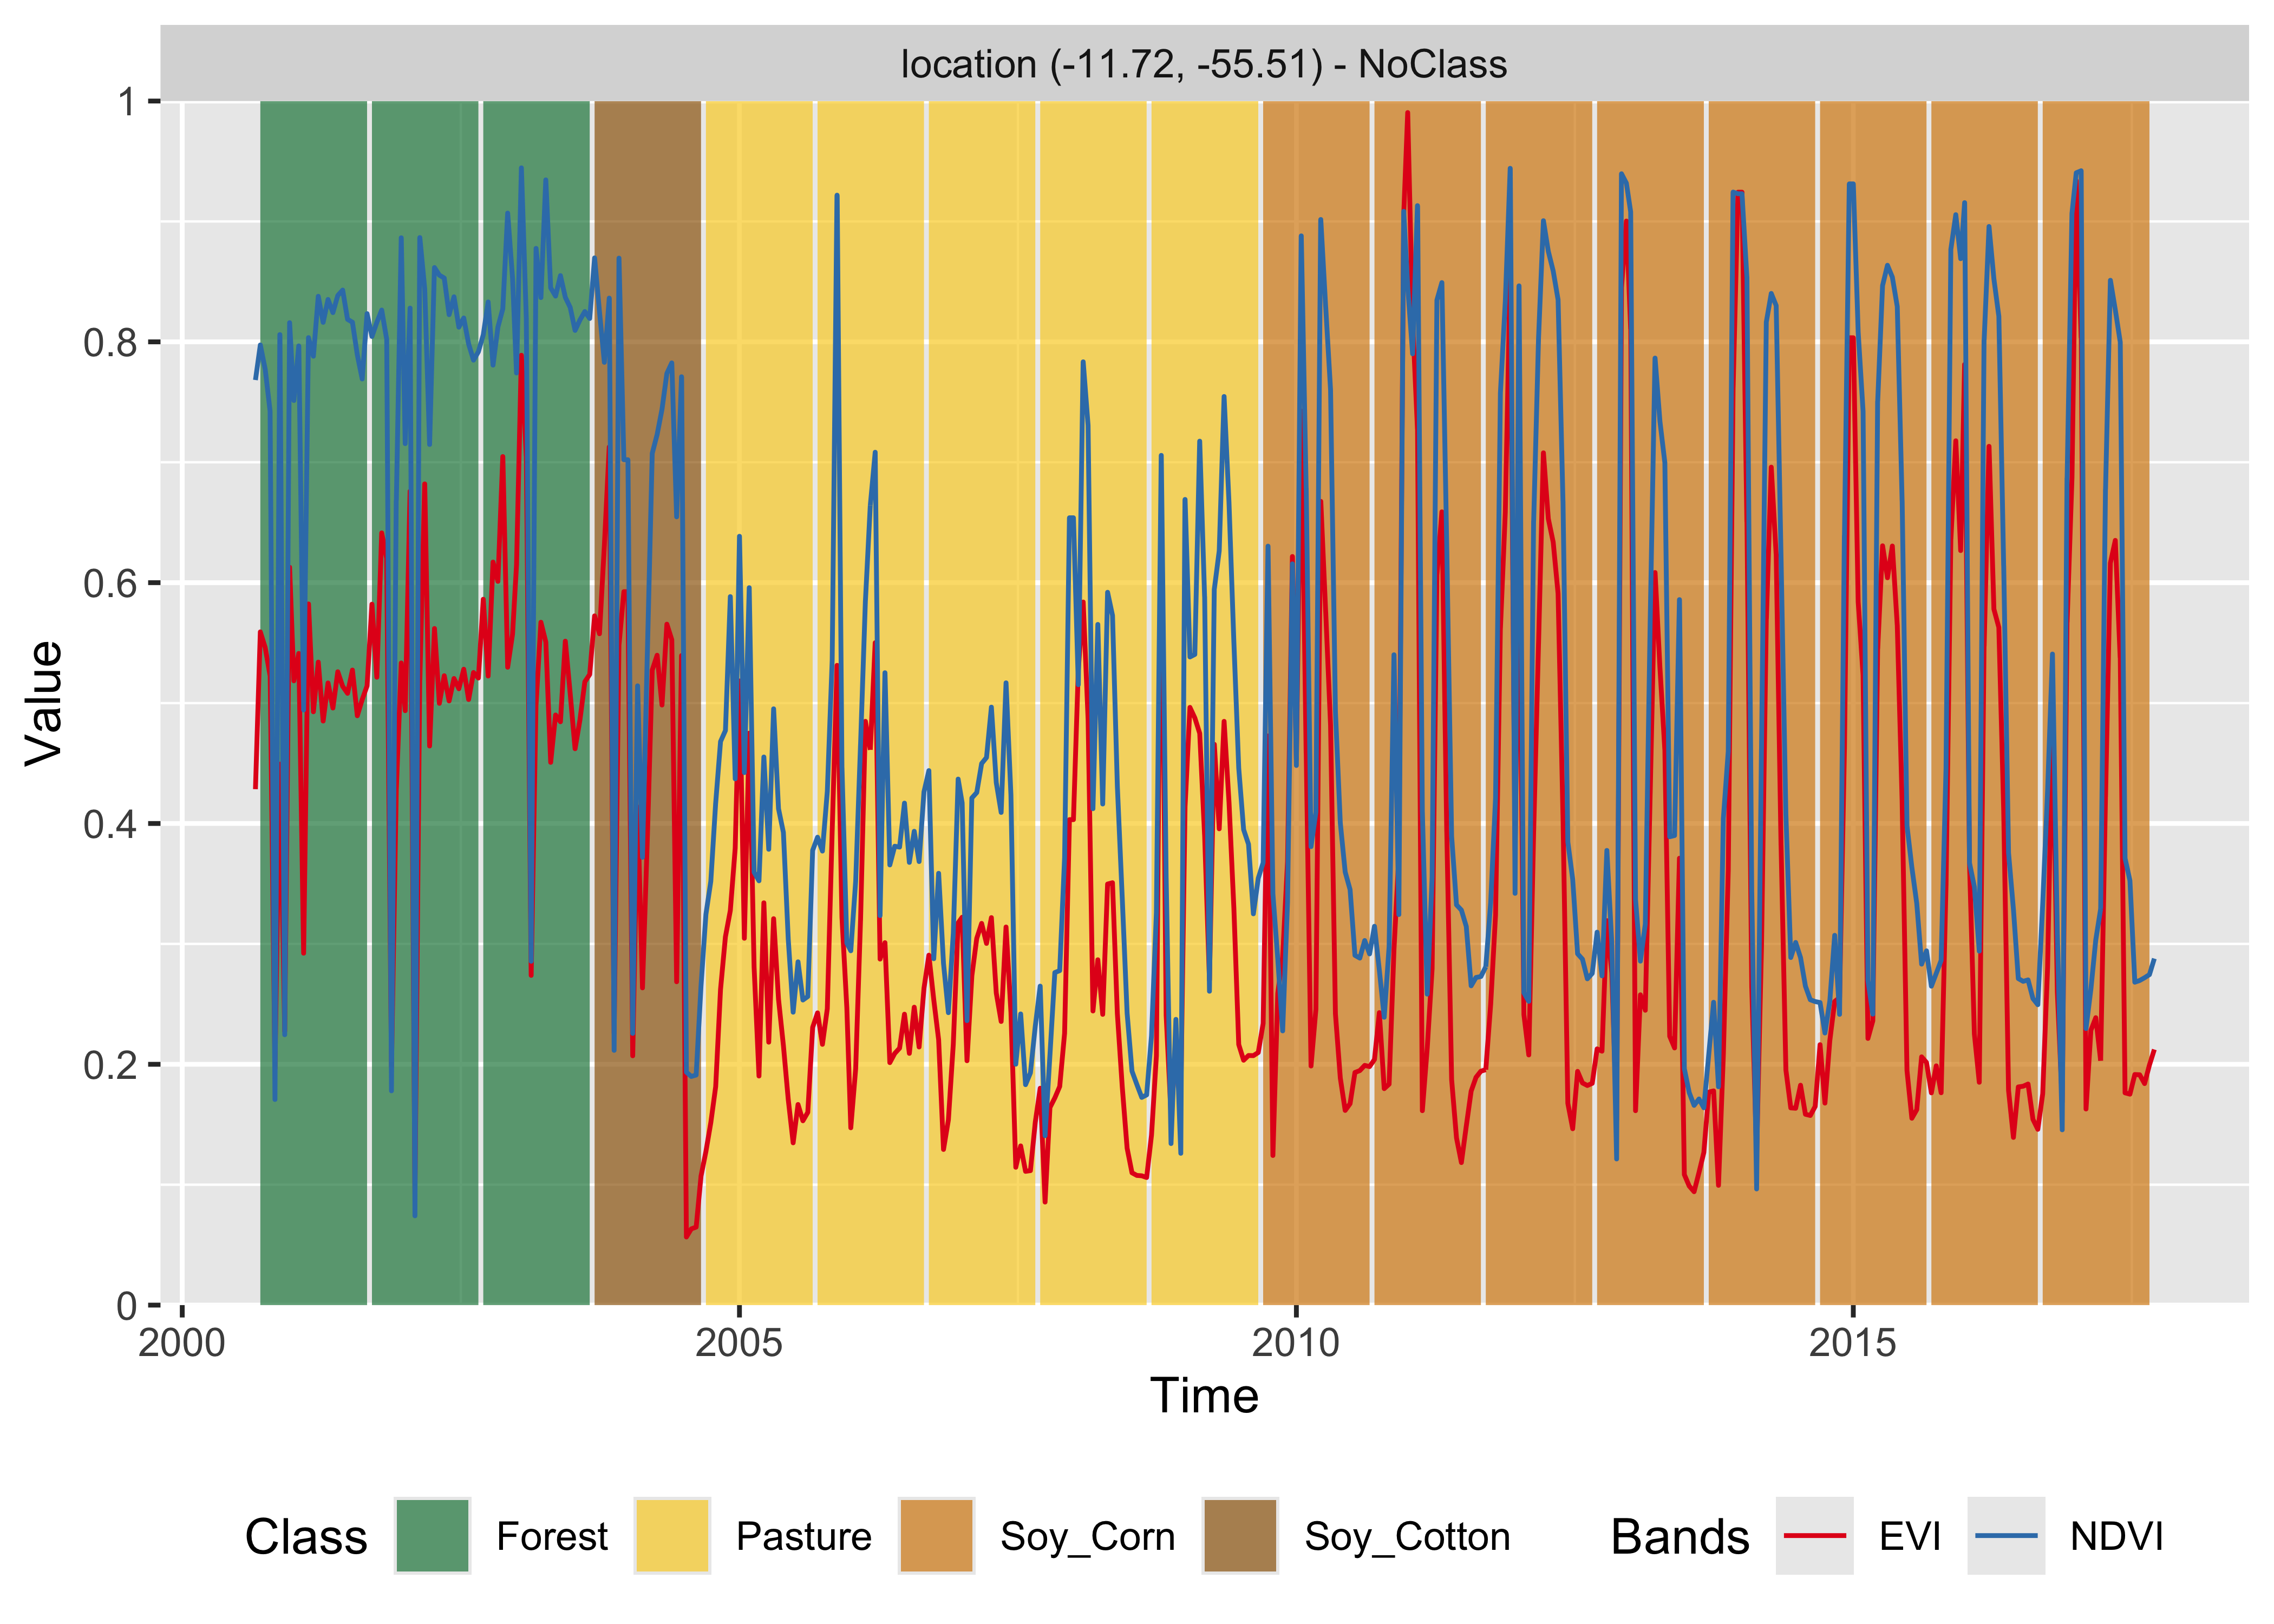 location (-11.72, -55.51) - NoClass
1
0.8
0.6
0.4
0.2
0
Value
2000 2005 2010 2015
Time
Class Forest Pasture Soy_Corn Soy_Cotton Bands EVI NDVI